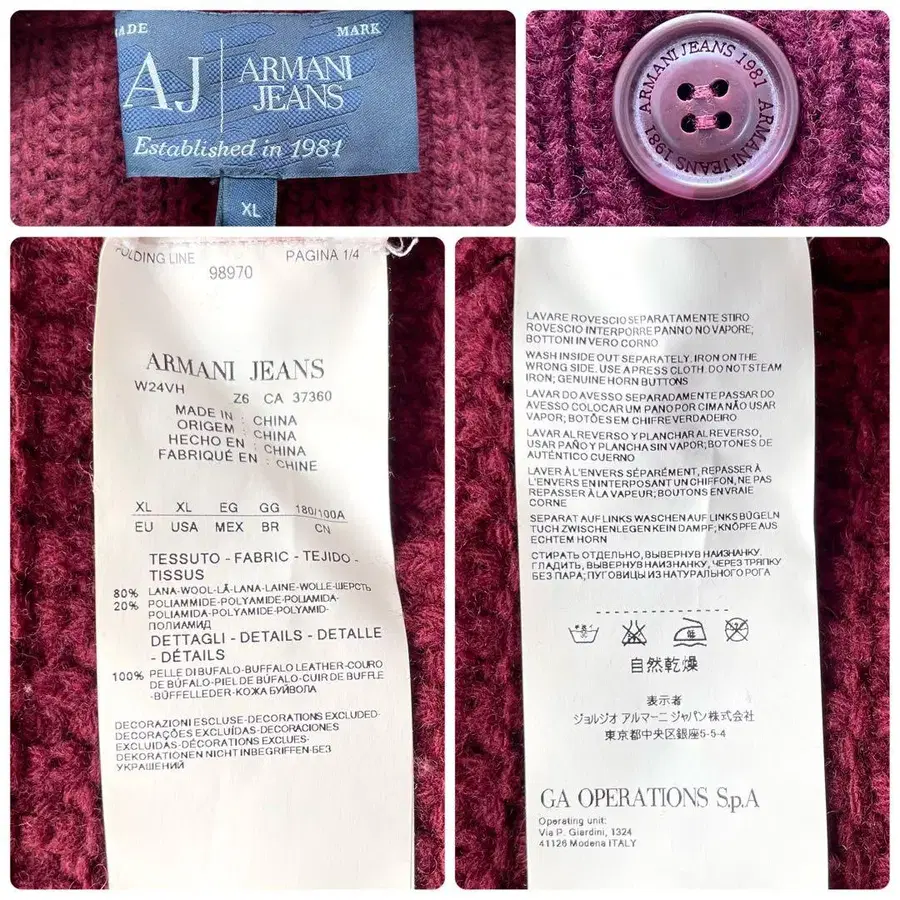 ADE MARK
AJ ARMANI
JEANS
Established in 1981
XL
ARMANI JEANS 1981 ARMANI JEANS 1981
FOLDING LINE PAGINA 1/4
98970
ARMANI JEANS
W24VH Z6 CA 37360
MADE IN : CHINA
ORIGEM : CHINA
HECHO EN : CHINA
FABRIQUÉ EN : CHINE
XL XL EG GG 180/100A
EU USA MEX BR CN
TESSUTO - FABRIC - TEJIDO -
TISSUS
80% LANA-WOOL-LÃ-LANA-LAINE-WOLLE-ШЕРСТЬ
20% POLIAMMIDE-POLYAMIDE-POLIAMIDA-
POLIAMIDA-POLYAMIDE-POLYAMID-
ПОЛИАМИД
DETTAGLI - DETAILS - DETALLE
- DÉTAILS
100% PELLE DI BUFALO-BUFFALO LEATHER-COURO
DE BÚFALO-PIEL DE BÚFALO-CUIR DE BUFFLE
-BÜFFELLEDER-КОЖА БУЙВОЛА
DECORAZIONI ESCLUSE-DECORATIONS EXCLUDED-
DECORAÇÕES EXCLUÍDAS-DECORACIONES
EXCLUIDAS-DÉCORATIONS EXCLUES-
DEKORATIONEN NICHT INBEGRIFFEN-БЕЗ
УКРАШЕНИЙ
LAVARE ROVESCIO SEPARATAMENTE STIRO
ROVESCIO INTERPORRE PANNO NO VAPORE;
BOTTONI IN VERO CORNO
WASH INSIDE OUT SEPARATELY. IRON ON THE
WRONG SIDE. USE A PRESS CLOTH. DO NOT STEAM
IRON; GENUINE HORN BUTTONS
LAVAR DO AVESSO SEPARADAMENTE PASSAR DO
AVESSO COLOCAR UM PANO POR CIMA NÃO USAR
VAPOR; BOTÕES EM CHIFRE VERDADEIRO
LAVAR AL REVERSO Y PLANCHAR AL REVERSO,
USAR PAÑO Y PLANCHA SIN VAPOR; BOTONES DE
AUTÉNTICO CUERNO
LAVER À L'ENVERS SÉPARÉMENT, REPASSER À
L'ENVERS EN INTERPOSANT UN CHIFFON, NE PAS
REPASSER À LA VAPEUR; BOUTONS EN VRAIE
CORNE
SEPARAT AUF LINKS WASCHEN AUF LINKS BÜGELN
TUCH ZWISCHENLEGEN KEIN DAMPF; KNÖPFE AUS
ECHTEM HORN
СТИРАТЬ ОТДЕЛЬНО, ВЫВЕРНУВ НАИЗНАНКУ.
ГЛАДИТЬ, ВЫВЕРНУВ НАИЗНАНКУ, ЧЕРЕЗ ТРЯПКУ
БЕЗ ПАРА; ПУГОВИЦЫ ИЗ НАТУРАЛЬНОГО РОГА
自然乾燥
表示者
ジョルジオ アルマーニ ジャパン株式会社
東京都中央区銀座5-5-4
GA OPERATIONS S.p.A
Operating unit:
Via P. Giardini, 1324
41126 Modena ITALY